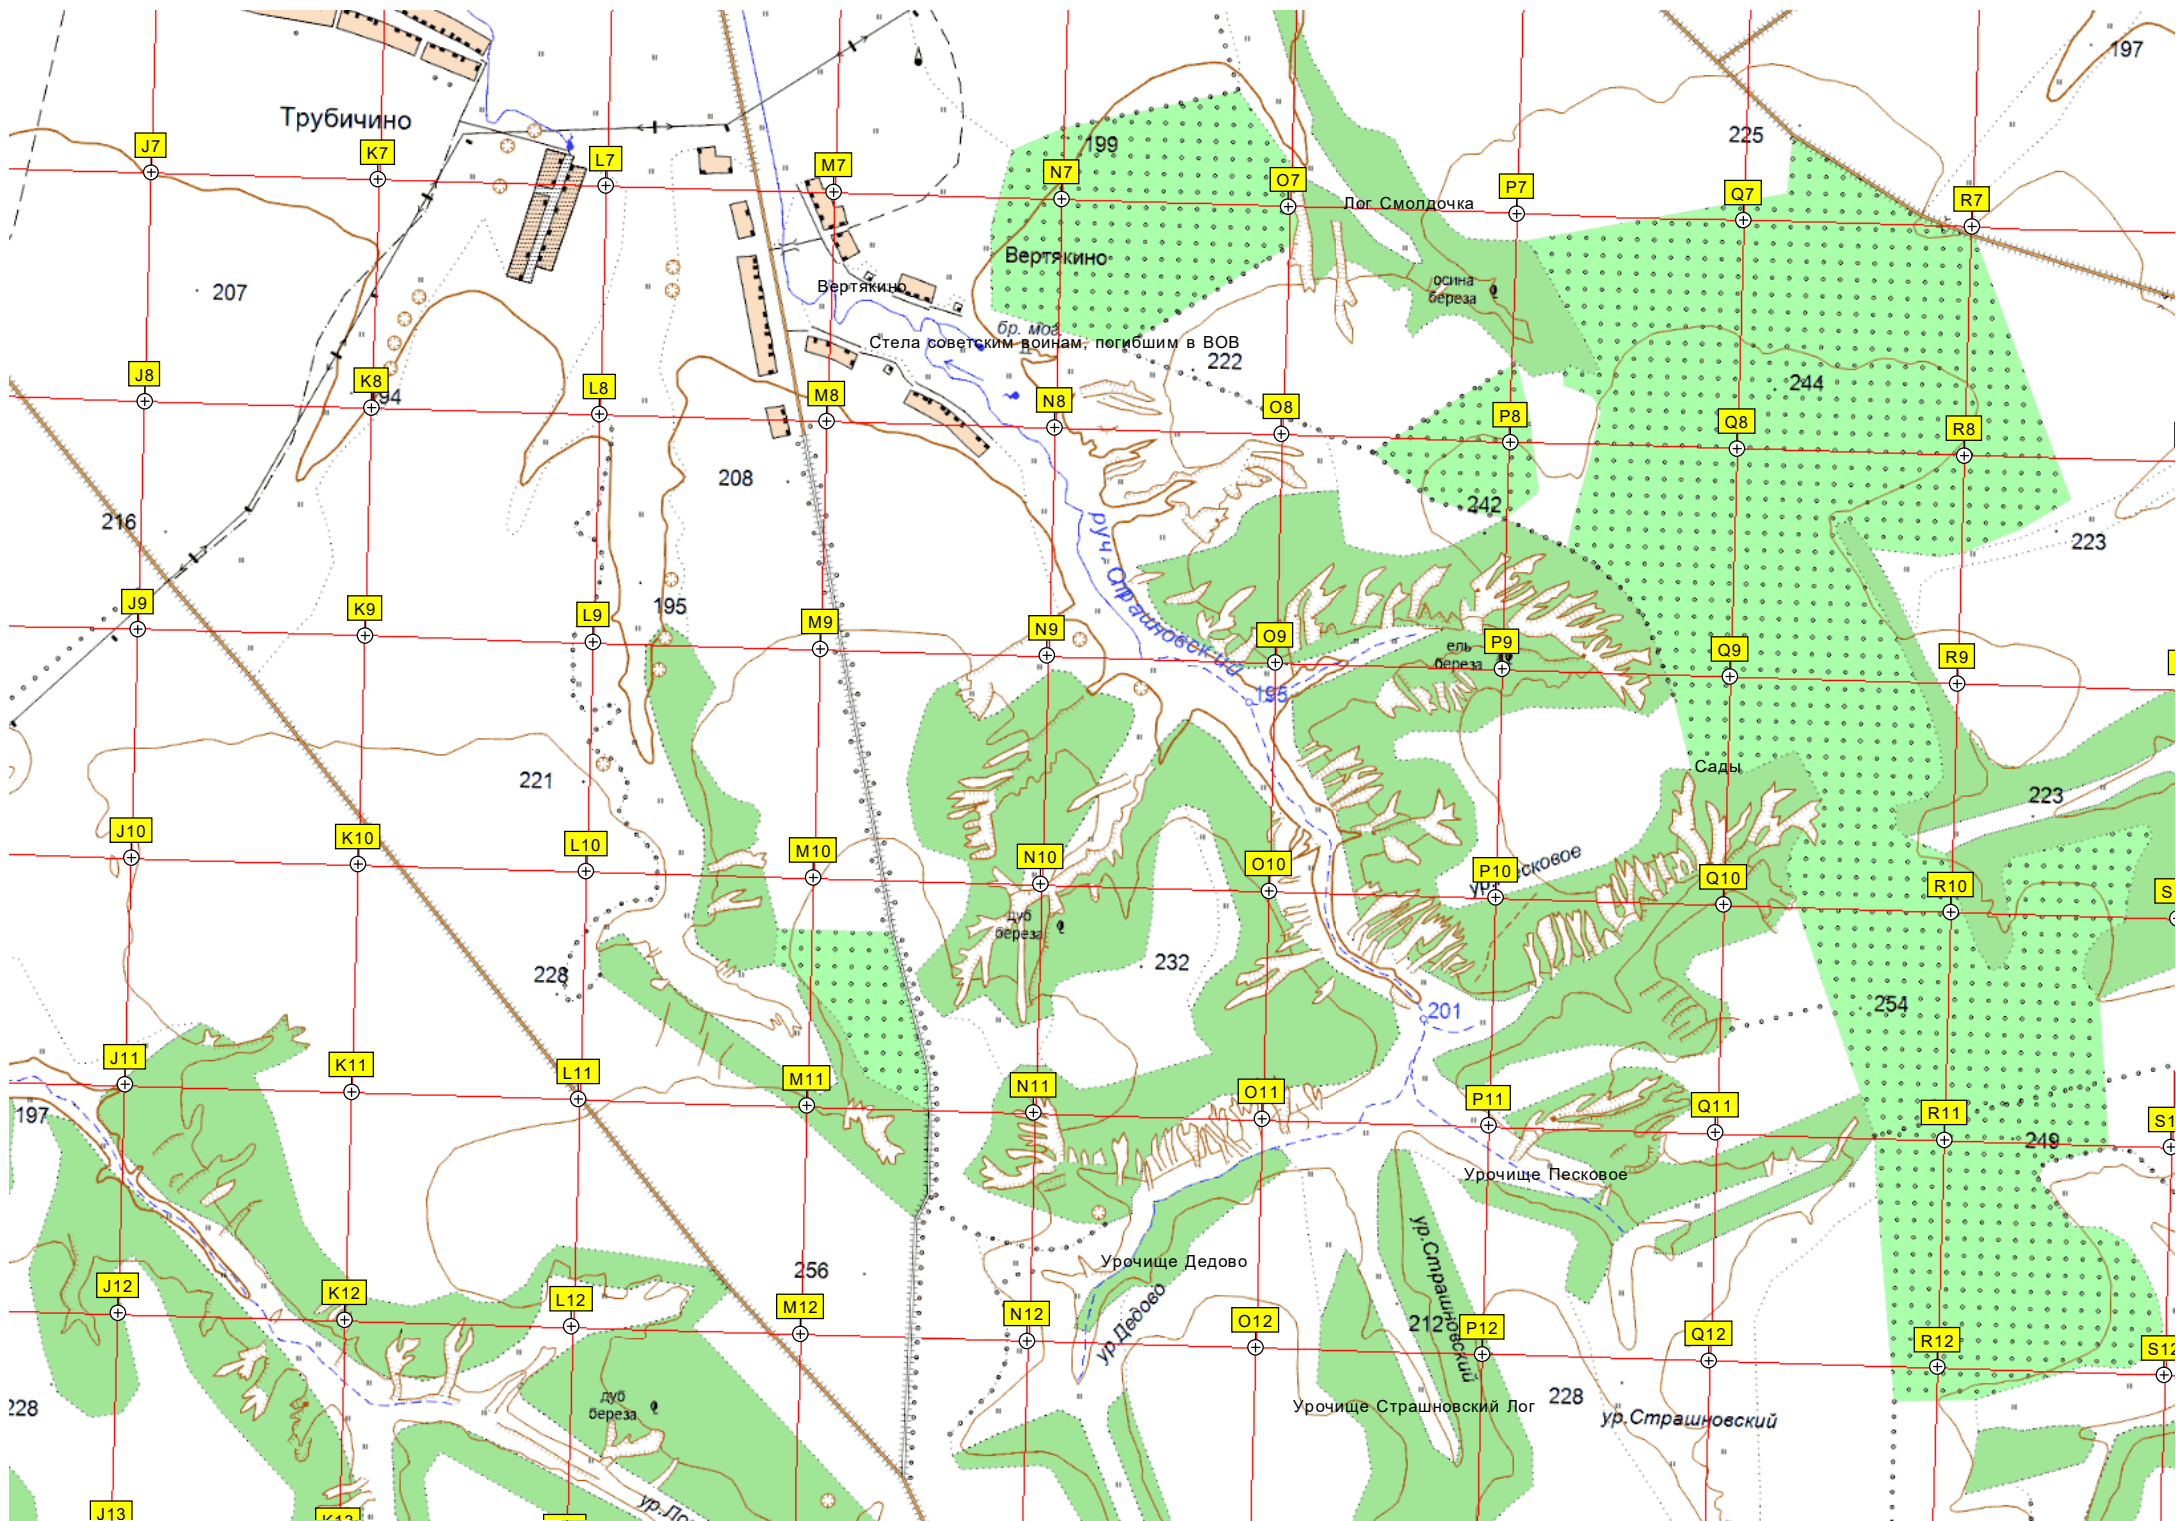 197
Трубичино
225
199
J7
K7
L7
M7
N7
O7
P7
Q7
R7
Лог Смолдочка
Вертякино
207
осина
береза
Вертякино
бр. мог.
Стела советским воинам, погибшим в ВОВ
222
244
J8
K8
94
L8
M8
N8
O8
P8
Q8
R8
208
242
216
223
руч. Страшновский
195
J9
K9
L9
M9
N9
O9
P9
Q9
R9
ель
береза
195
Сады
221
223
J10
K10
L10
M10
N10
O10
P10
Q10
R10
S
дуб
береза
232
228
254
201
J11
K11
L11
M11
N11
O11
P11
Q11
R11
S1
197
249
Урочище Песковое
ур.Страшновский
Урочище Дедово
256
J12
K12
L12
M12
N12
O12
212
P12
Q12
R12
S12
ур.Дедово
дуб
береза
228
Урочище Страшновский Лог
228
ур.Страшновский
J13
K13